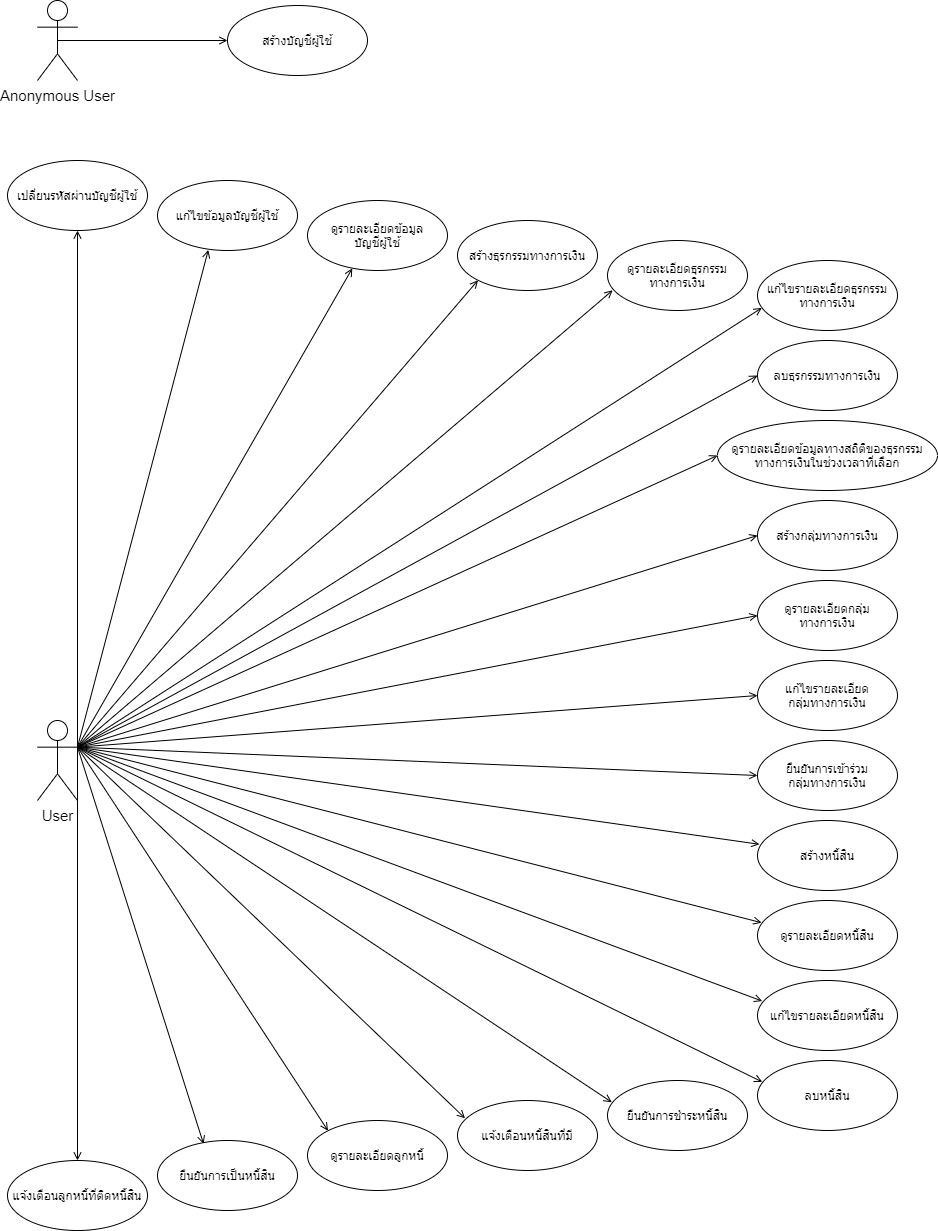 สร้างบัญชีผู้ใช้
Anonymous User
เปลี่ยนรหัสผ่านบัญชีผู้ใช้
แก้ไขข้อมูลบัญชีผู้ใช้
ดูรายละเอียดข้อมูล
บัญชีผู้ใช้
สร้างธุรกรรมทางการเงิน
ดูรายละเอียดธุรกรรม
ทางการเงิน
แก้ไขรายละเอียดธุรกรรม
ทางการเงิน
ลบธุรกรรมทางการเงิน
ดูรายละเอียดข้อมูลทางสถิติของธุรกรรม
ทางการเงินในช่วงเวลาที่เลือก
สร้างกลุ่มทางการเงิน
ดูรายละเอียดกลุ่ม
ทางการเงิน
แก้ไขรายละเอียด
กลุ่มทางการเงิน
ยืนยันการเข้าร่วม
กลุ่มทางการเงิน
User
สร้างหนี้สิน
ดูรายละเอียดหนี้สิน
แก้ไขรายละเอียดหนี้สิน
ลบหนี้สิน
ยืนยันการชำระหนี้สิน
แจ้งเตือนหนี้สินที่มี
ดูรายละเอียดลูกหนี้
ยืนยันการเป็นหนี้สิน
แจ้งเตือนลูกหนี้ที่ติดหนี้สิน